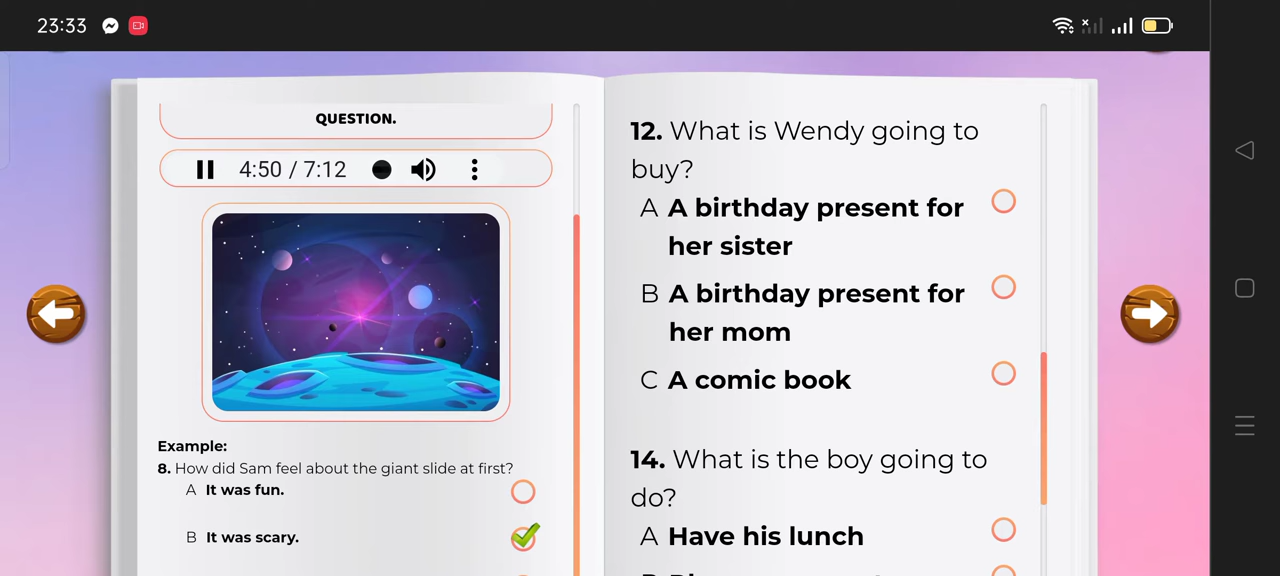 23:33
QUESTION.
4:50 / 7:12
Example:
8. How did Sam feel about the giant slide at first?
A It was fun.
B It was scary.
12. What is Wendy going to
buy?
A A birthday present for
her sister
B A birthday present for
her mom
C A comic book
14. What is the boy going to
do?
A Have his lunch